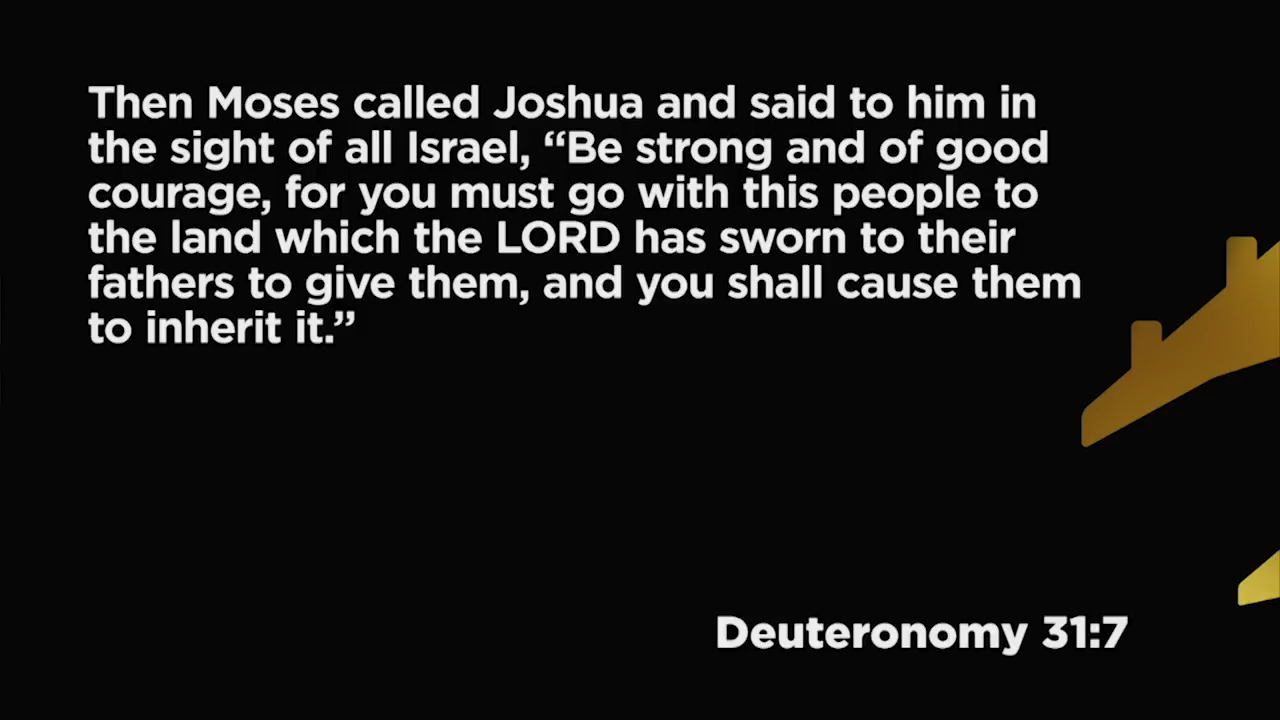 Then Moses called Joshua and said to him in
the sight of all Israel, “Be strong and of good
courage, for you must go with this people to
the land which the LORD has sworn to their
fathers to give them, and you shall cause them
to inherit it.”
Deuteronomy 31:7